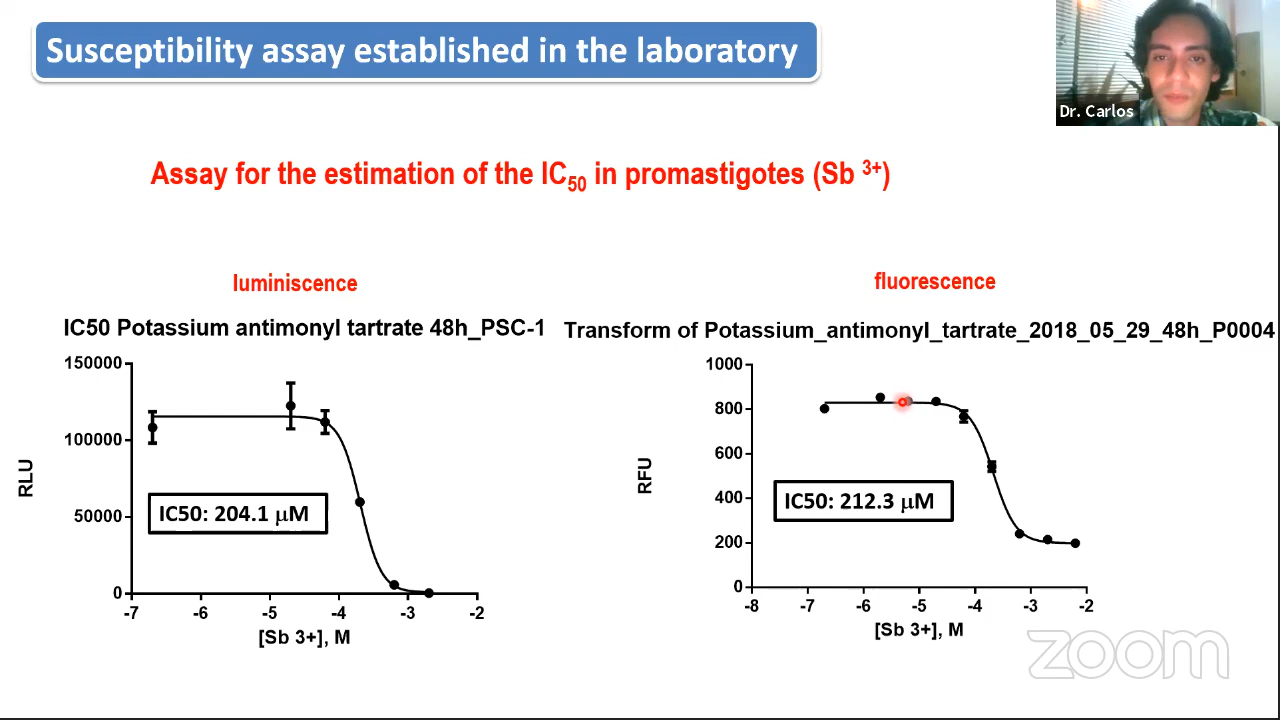 Susceptibility assay established in the laboratory
Dr. Carlos
Assay for the estimation of the IC50 in promastigotes (Sb 3+)
luminiscence
IC50 Potassium antimonyl tartrate 48h_PSC-1
150000
100000
50000
0
RLU
IC50: 204.1 µM
-7 -6 -5 -4 -3 -2
[Sb 3+], M
fluorescence
Transform of Potassium_antimonyl_tartrate_2018_05_29_48h_P0004
1000
800
600
400
200
0
RFU
IC50: 212.3 µM
-8 -7 -6 -5 -4 -3 -2
[Sb 3+], M
zoom